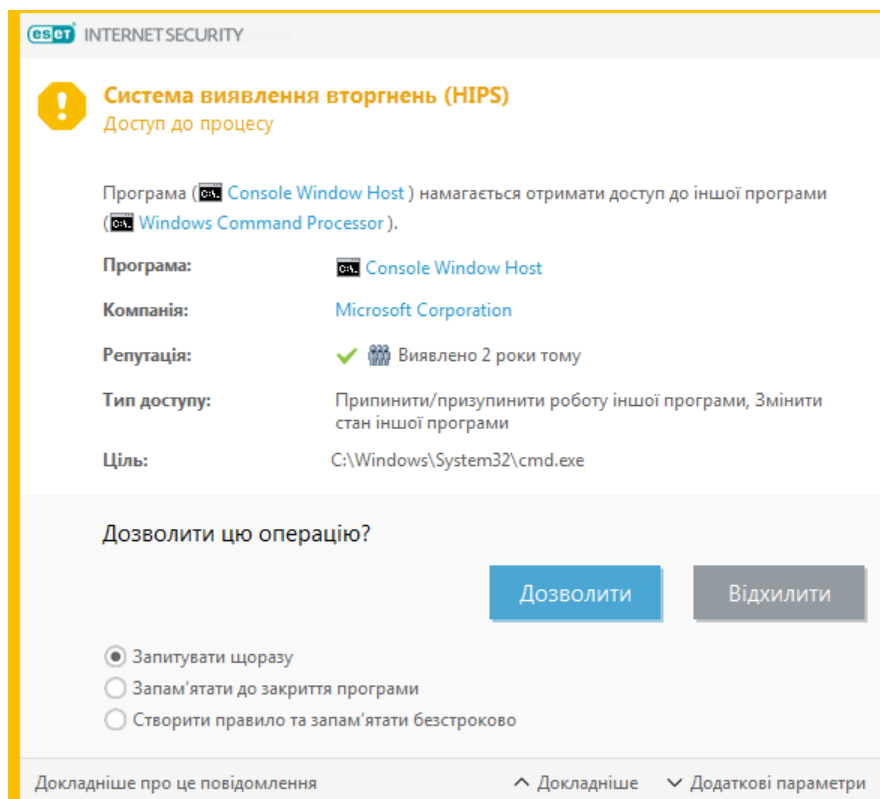 eset INTERNET SECURITY
Система виявлення вторгнень (HIPS)
Доступ до процесу
Програма ( Console Window Host ) намагається отримати доступ до іншої програми
( Windows Command Processor ).
Програма: Console Window Host
Компанія: Microsoft Corporation
Репутація: Виявлено 2 роки тому
Тип доступу: Припинити/призупинити роботу іншої програми, Змінити
стан іншої програми
Ціль: C:\Windows\System32\cmd.exe
Дозволити цю операцію?
Дозволити Відхилити
Запитувати щоразу
Запам’ятати до закриття програми
Створити правило та запам’ятати безстроково
Докладніше про це повідомлення Докладніше Додаткові параметри